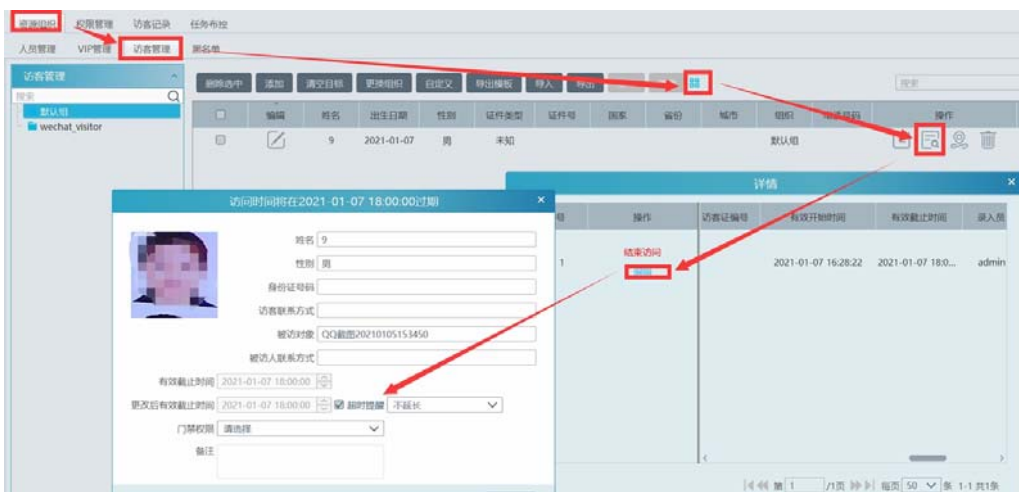 资源组织 权限管理 访客记录 任务布控
人员管理 VIP管理 访客管理 黑名单
访客管理
搜索
默认组
wechat_visitor
删除选中 添加 清空目标 更换组织 自定义 导出模板 导入 导出
搜索
编辑 姓名 出生日期 性别 证件类型 证件号 国家 省份 城市 组织 操作
9 2021-01-07 男 未知 默认组
详情 ×
号 操作 访客证编号 有效开始时间 有效截止时间 录入员
1 结束访问 2021-01-07 16:28:22 2021-01-07 18:0... admin
访问时间将在2021-01-07 18:00:00过期 ×
姓名 9
性别 男
身份证号码
访客联系方式
被访对象 QQ截图20210105153450
被访人联系方式
有效截止时间 2021-01-07 18:00:00
更改后有效截止时间 2021-01-07 18:00:00 超时提醒 不延长
门禁权限 请选择
备注
第 1 /1页 每页 50 条 1-1 共1条